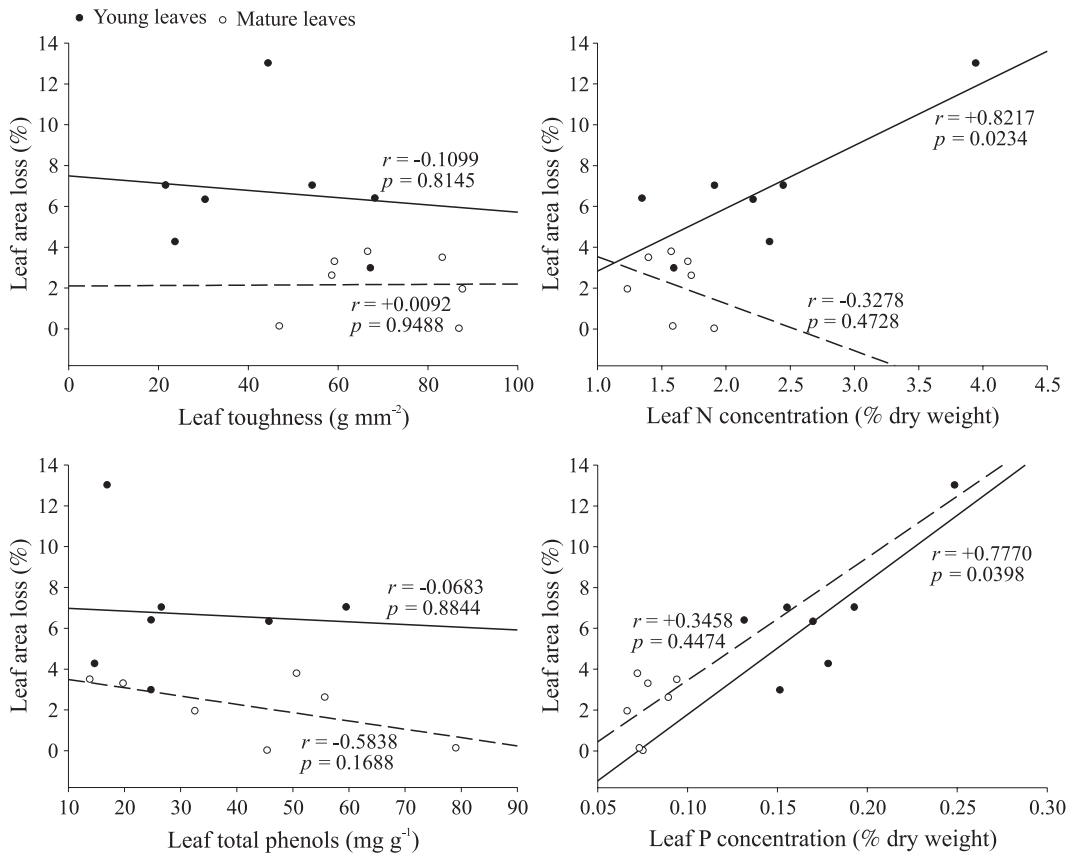 ● Young leaves ○ Mature leaves
14
12
10
8
6
4
2
0
Leaf area loss (%)
r = -0.1099
p = 0.8145
r = +0.0092
p = 0.9488
0 20 40 60 80 100
Leaf toughness (g mm⁻²)
14
12
10
8
6
4
2
0
Leaf area loss (%)
r = +0.8217
p = 0.0234
r = -0.3278
p = 0.4728
1.0 1.5 2.0 2.5 3.0 3.5 4.0 4.5
Leaf N concentration (% dry weight)
14
12
10
8
6
4
2
0
Leaf area loss (%)
r = -0.0683
p = 0.8844
r = -0.5838
p = 0.1688
10 20 30 40 50 60 70 80 90
Leaf total phenols (mg g⁻¹)
14
12
10
8
6
4
2
0
Leaf area loss (%)
r = +0.7770
p = 0.0398
r = +0.3458
p = 0.4474
0.05 0.10 0.15 0.20 0.25 0.30
Leaf P concentration (% dry weight)